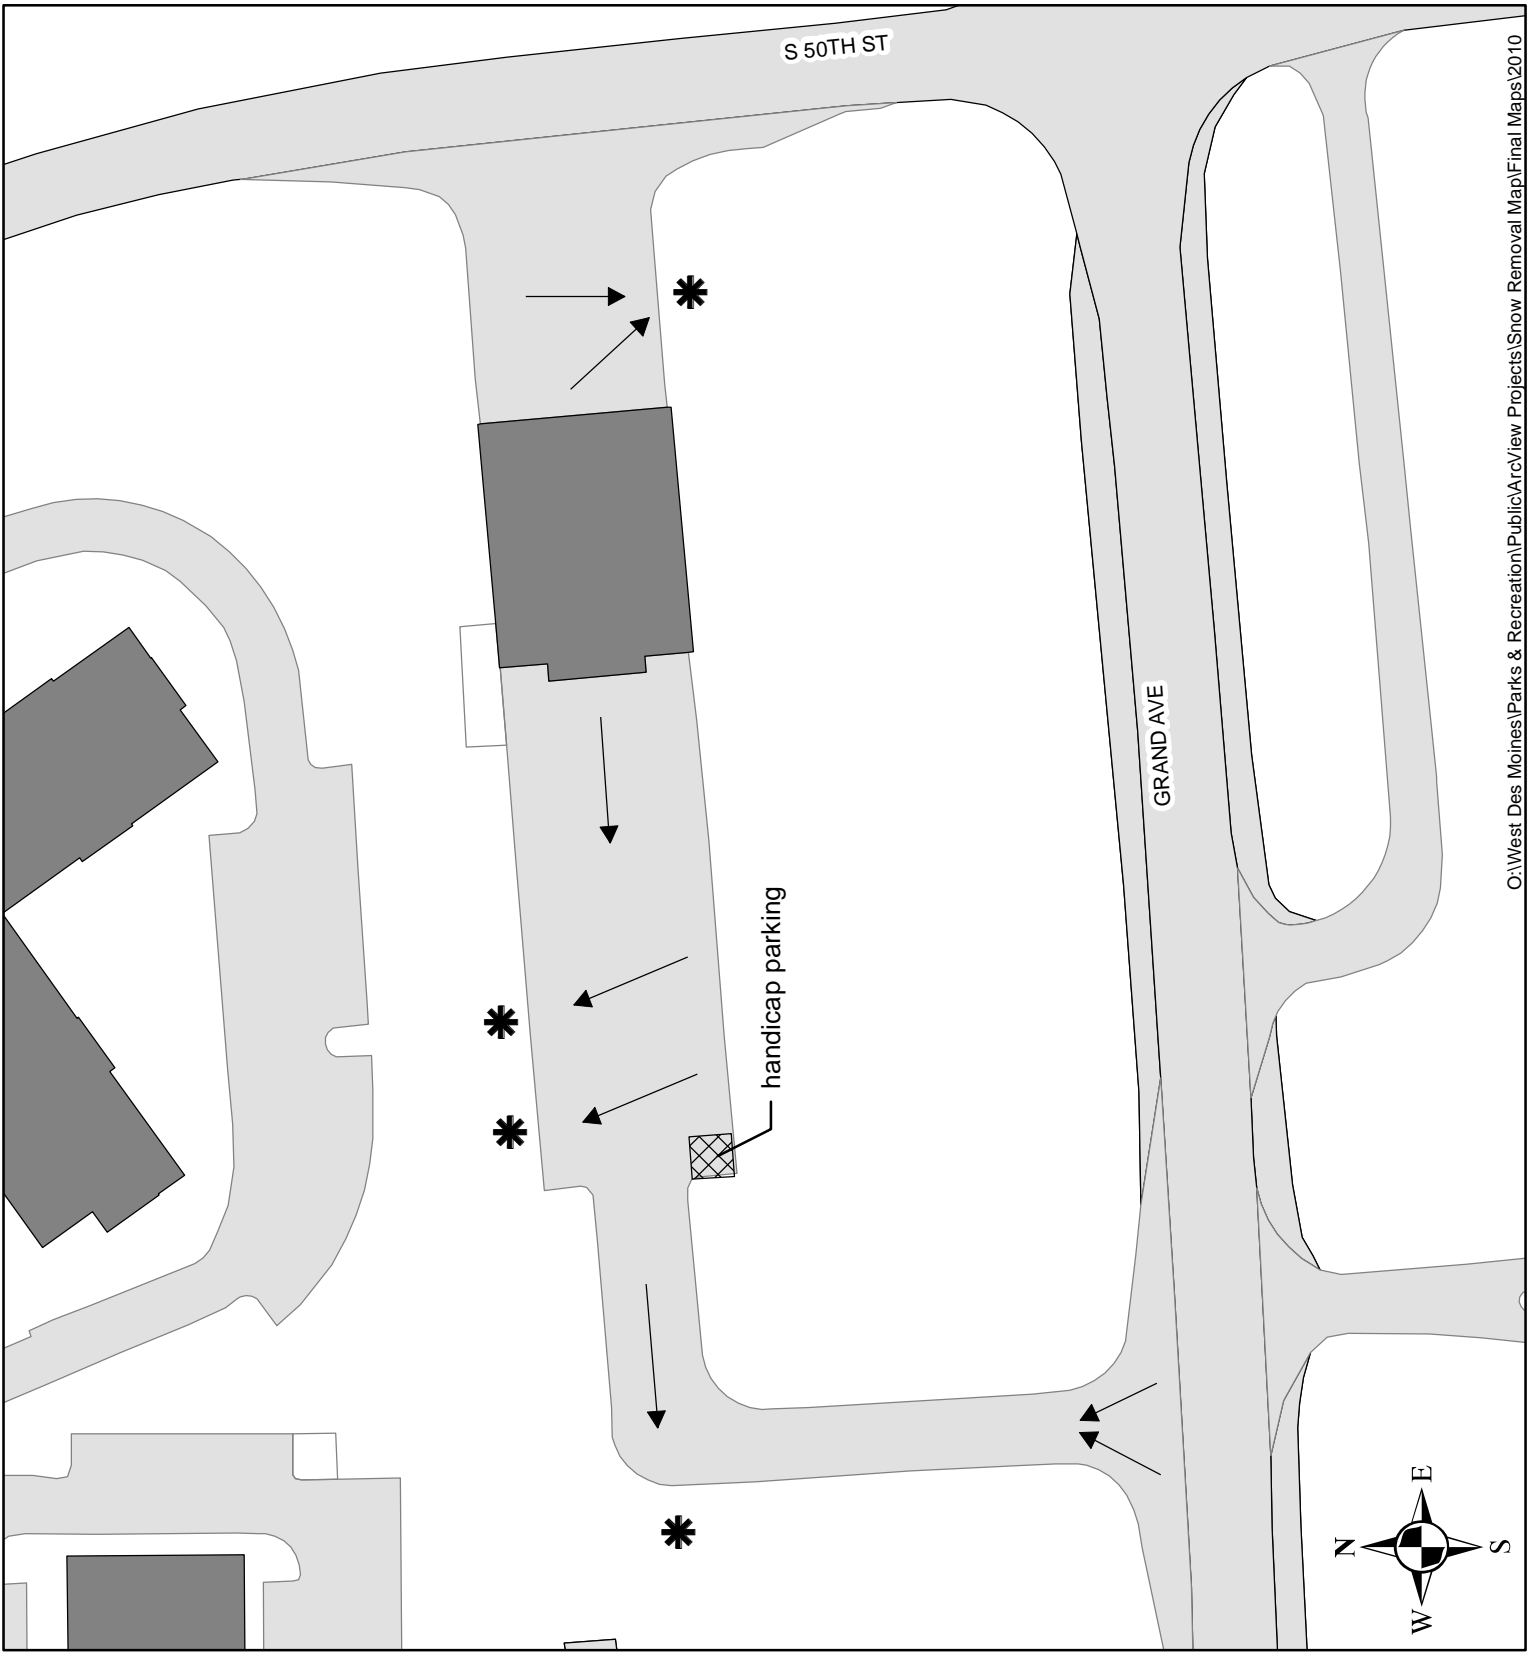 S 50TH ST
GRAND AVE
handicap parking
O:\West Des Moines\Parks & Recreation\Public\ArcView Projects\Snow Removal Map\Final Maps\2010
N
E
S
W